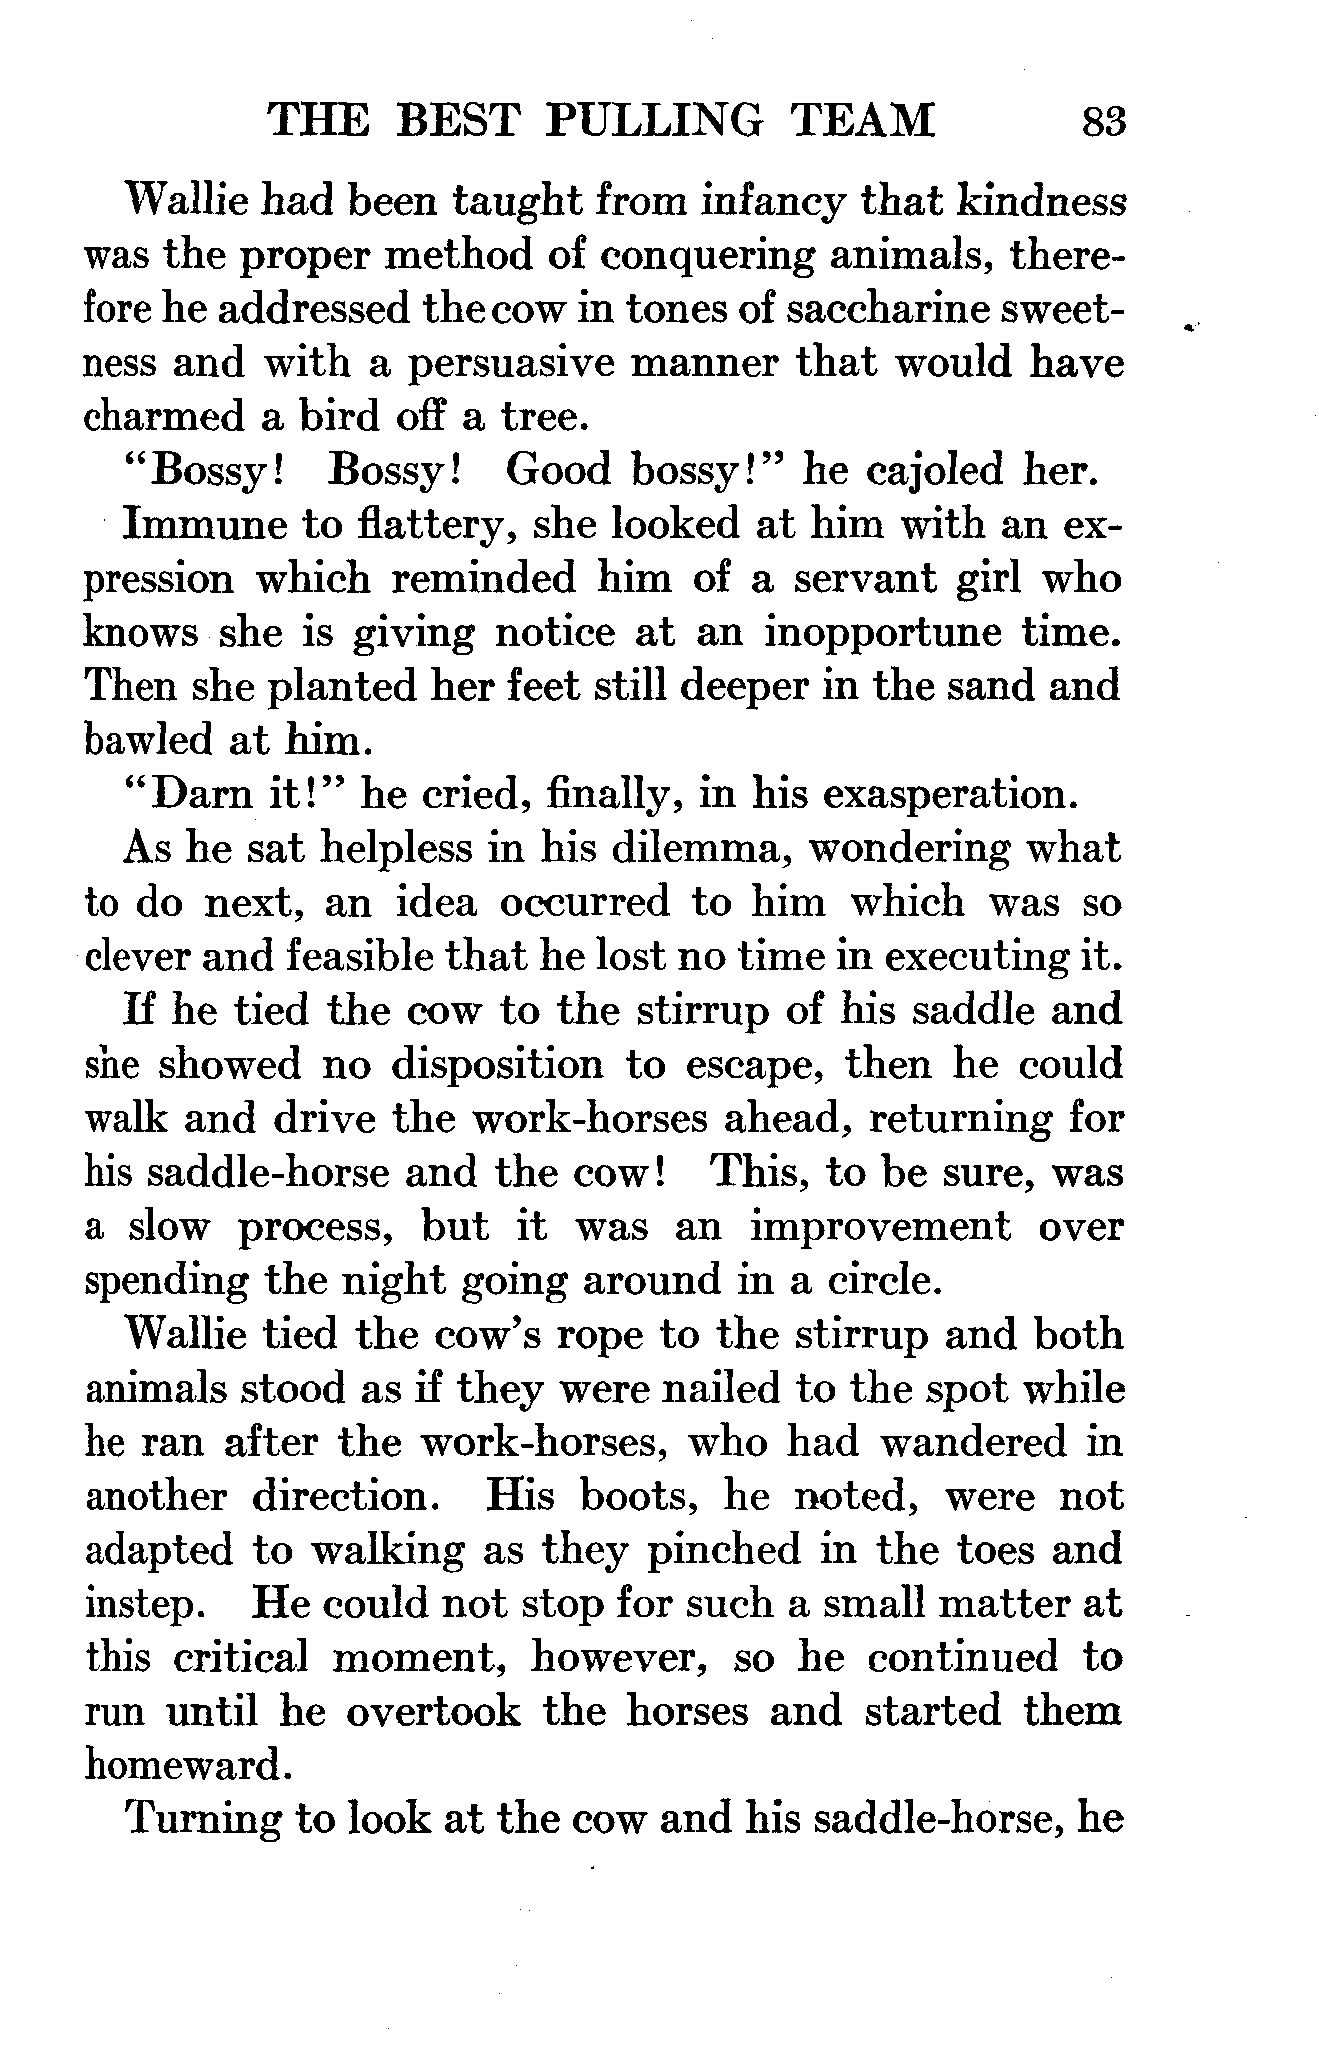 THE BEST PULLING TEAM 83
Wallie had been taught from infancy that kindness
was the proper method of conquering animals, there-
fore he addressed the cow in tones of saccharine sweet-
ness and with a persuasive manner that would have
charmed a bird off a tree.
"Bossy! Bossy! Good bossy!" he cajoled her.
Immune to flattery, she looked at him with an ex-
pression which reminded him of a servant girl who
knows she is giving notice at an inopportune time.
Then she planted her feet still deeper in the sand and
bawled at him.
"Darn it!" he cried, finally, in his exasperation.
As he sat helpless in his dilemma, wondering what
to do next, an idea occurred to him which was so
clever and feasible that he lost no time in executing it.
If he tied the cow to the stirrup of his saddle and
she showed no disposition to escape, then he could
walk and drive the work-horses ahead, returning for
his saddle-horse and the cow! This, to be sure, was
a slow process, but it was an improvement over
spending the night going around in a circle.
Wallie tied the cow's rope to the stirrup and both
animals stood as if they were nailed to the spot while
he ran after the work-horses, who had wandered in
another direction. His boots, he noted, were not
adapted to walking as they pinched in the toes and
instep. He could not stop for such a small matter at
this critical moment, however, so he continued to
run until he overtook the horses and started them
homeward.
Turning to look at the cow and his saddle-horse, he